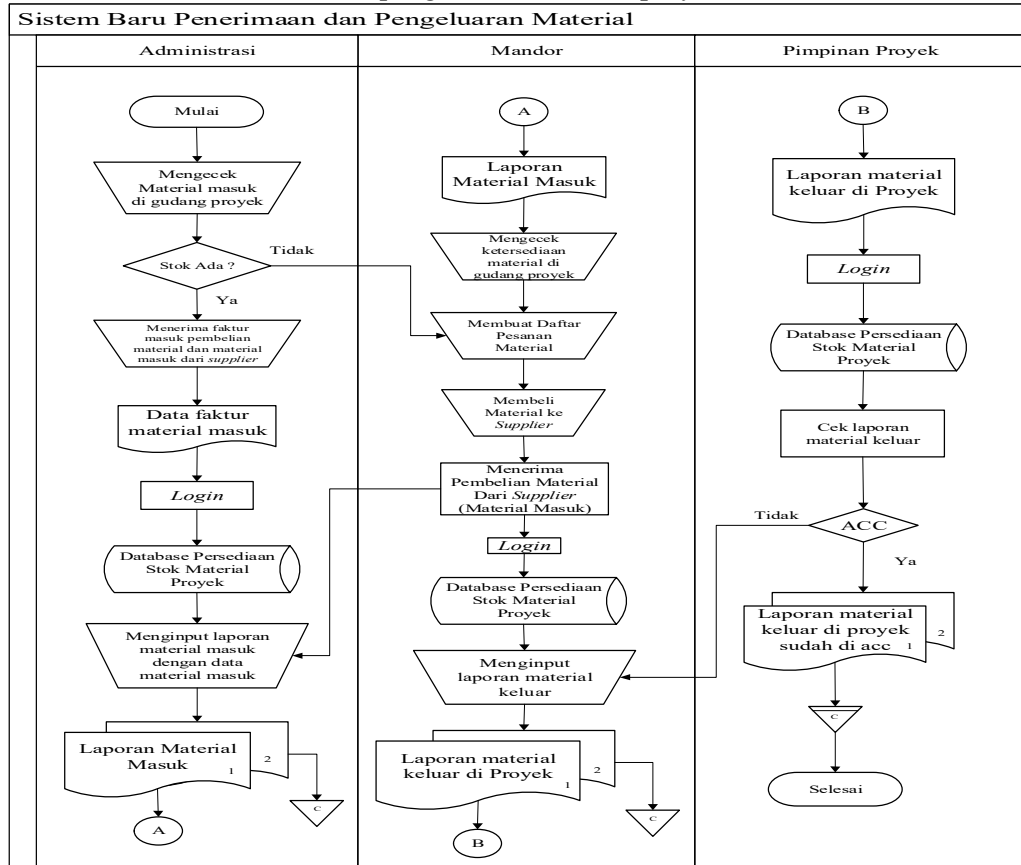 Sistem Baru Penerimaan dan Pengeluaran Material
Administrasi
Mandor
Pimpinan Proyek
Mulai
Mengecek
Material masuk
di gudang proyek
Stok Ada ?
Tidak
Ya
Menerima faktur
masuk pembelian
material dan material
masuk dari supplier
Data faktur
material masuk
Login
Database Persediaan
Stok Material
Proyek
Menginput laporan
material masuk
dengan data
material masuk
Laporan Material
Masuk
1
2
C
A
A
Laporan
Material Masuk
Mengecek
ketersediaan
material di
gudang proyek
Membuat Daftar
Pesanan
Material
Membeli
Material ke
Supplier
Menerima
Pembelian Material
Dari Supplier
(Material Masuk)
Login
Database Persediaan
Stok Material
Proyek
Menginput
laporan material
keluar
Laporan material
keluar di Proyek
1
2
C
B
B
Laporan material
keluar di Proyek
Login
Database Persediaan
Stok Material
Proyek
Cek laporan
material keluar
Tidak
ACC
Ya
Laporan material
keluar di proyek
sudah di acc
1
2
C
Selesai